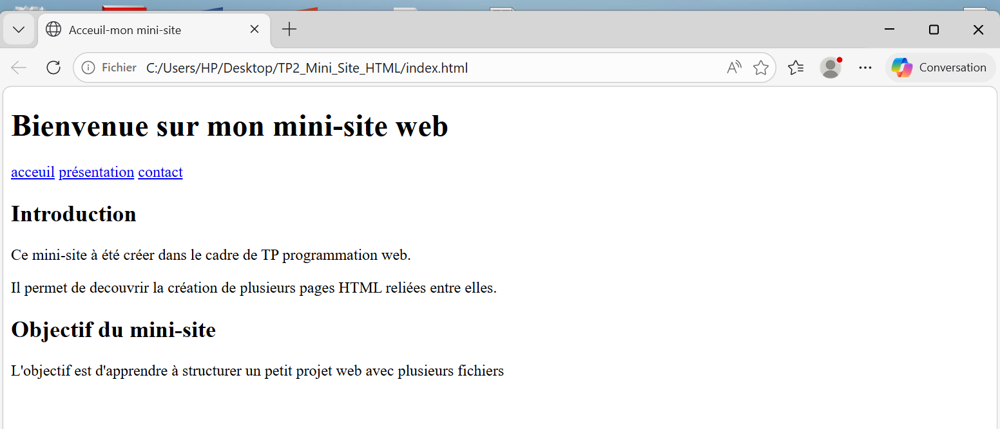 Acceuil-mon mini-site
Fichier C:/Users/HP/Desktop/TP2_Mini_Site_HTML/index.html
Conversation
Bienvenue sur mon mini-site web
acceuil présentation contact
Introduction
Ce mini-site à été créer dans le cadre de TP programmation web.
Il permet de decouvrir la création de plusieurs pages HTML reliées entre elles.
Objectif du mini-site
L'objectif est d'apprendre à structurer un petit projet web avec plusieurs fichiers